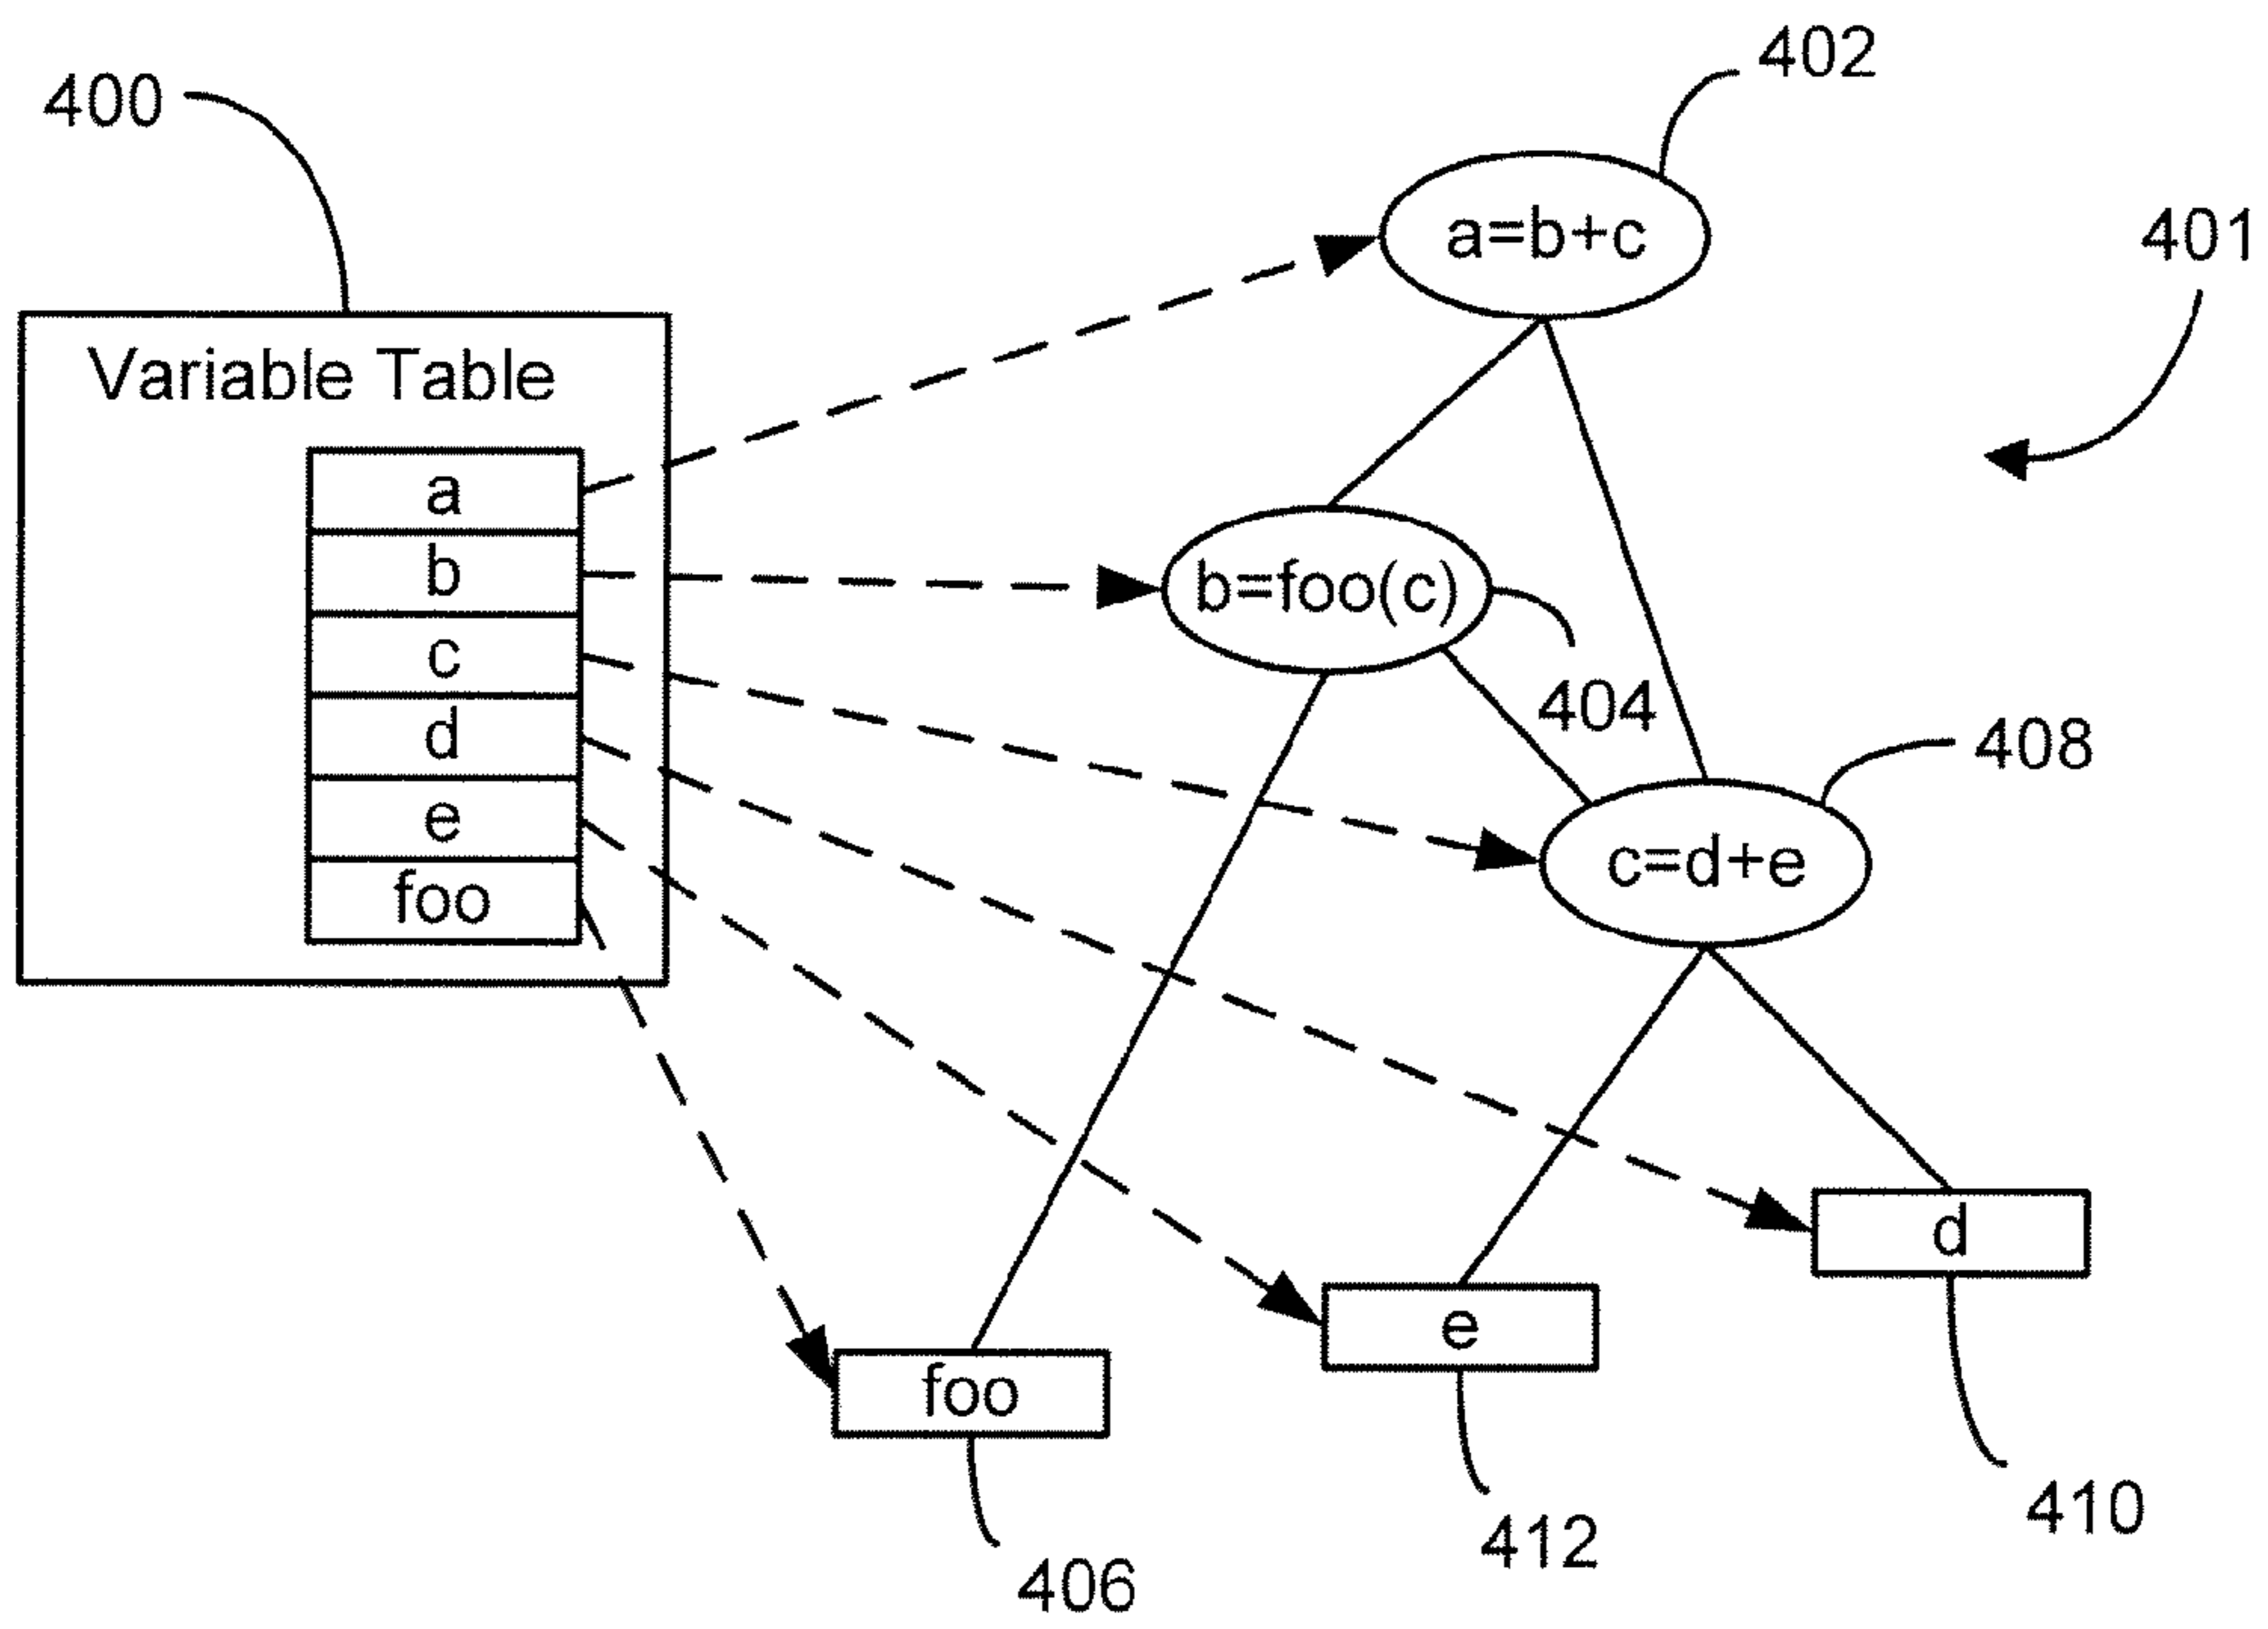 402
400
401
a=b+c
Variable Table
a
b
b=foo(c)
c
404
d
408
e
c=d+e
foo
d
e
foo
410
412
406